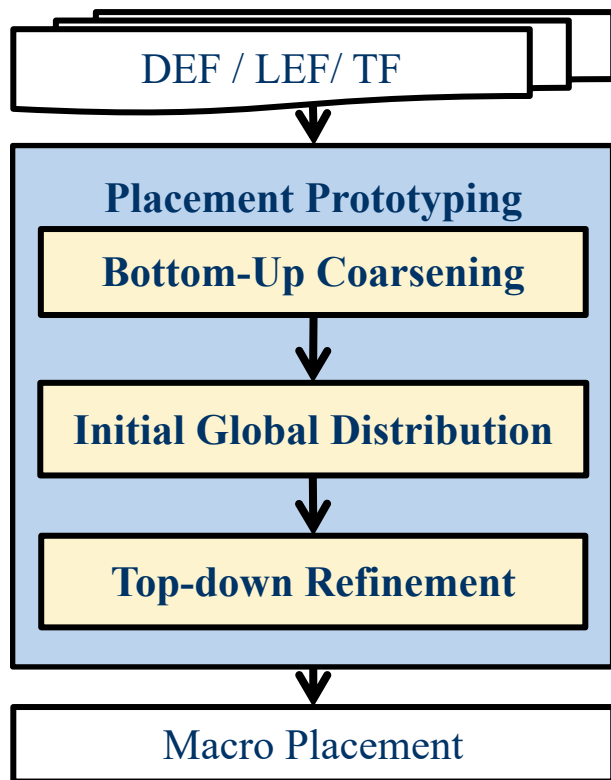 DEF / LEF/ TF
Placement Prototyping
Bottom-Up Coarsening
Initial Global Distribution
Top-down Refinement
Macro Placement